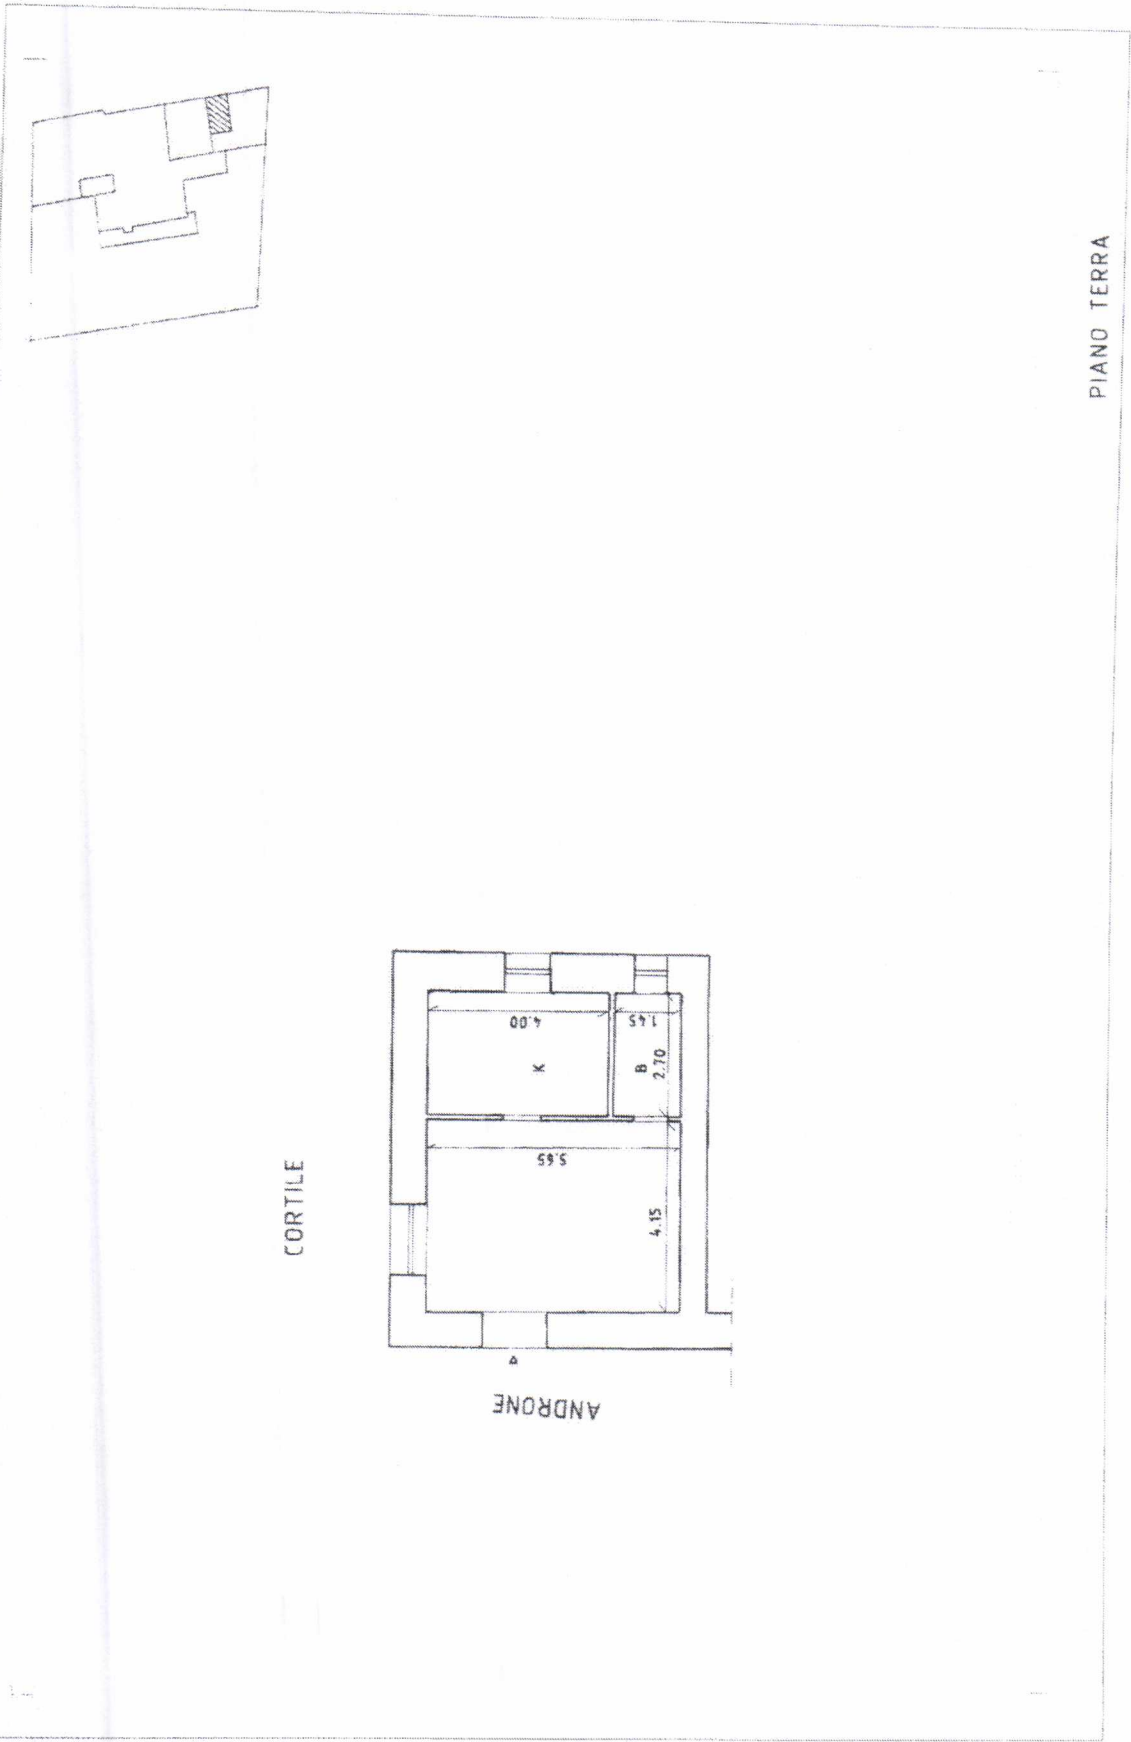 CORTILE
4.00
K
1.45
B
2.70
5.65
4.15
ANDRONE
PIANO TERRA